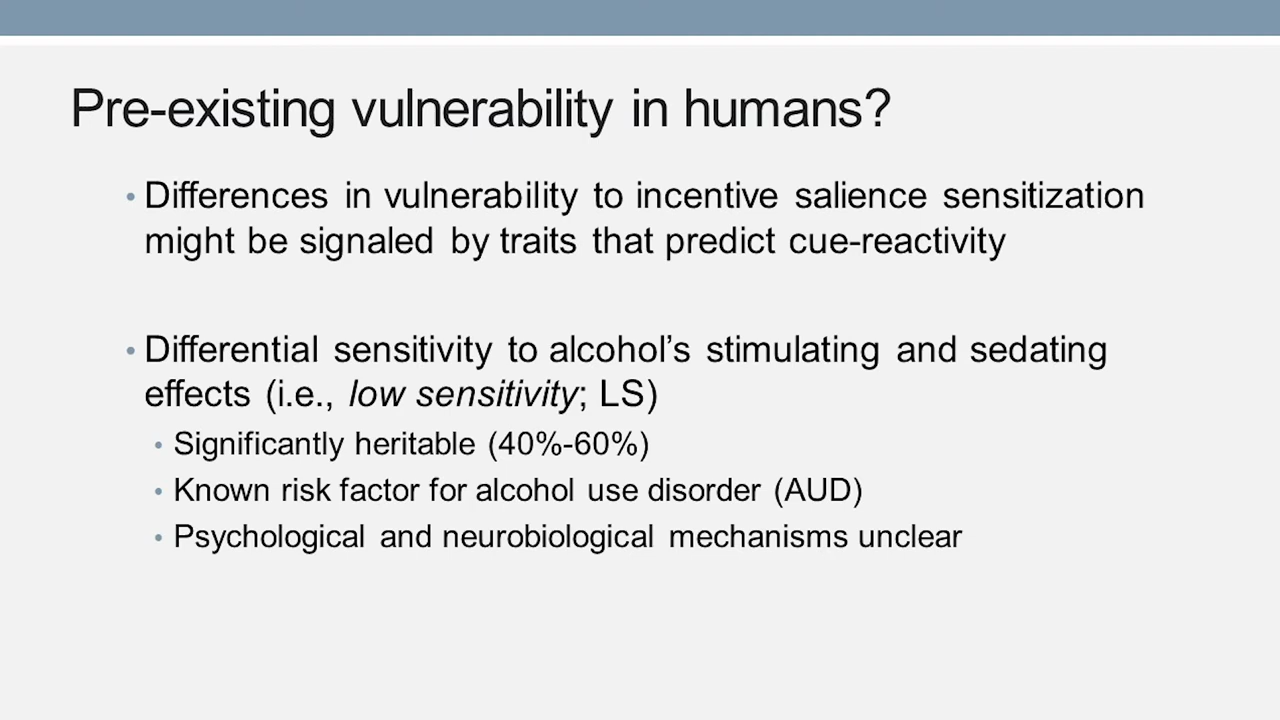 Pre-existing vulnerability in humans?
• Differences in vulnerability to incentive salience sensitization
might be signaled by traits that predict cue-reactivity
• Differential sensitivity to alcohol’s stimulating and sedating
effects (i.e., low sensitivity; LS)
• Significantly heritable (40%-60%)
• Known risk factor for alcohol use disorder (AUD)
• Psychological and neurobiological mechanisms unclear